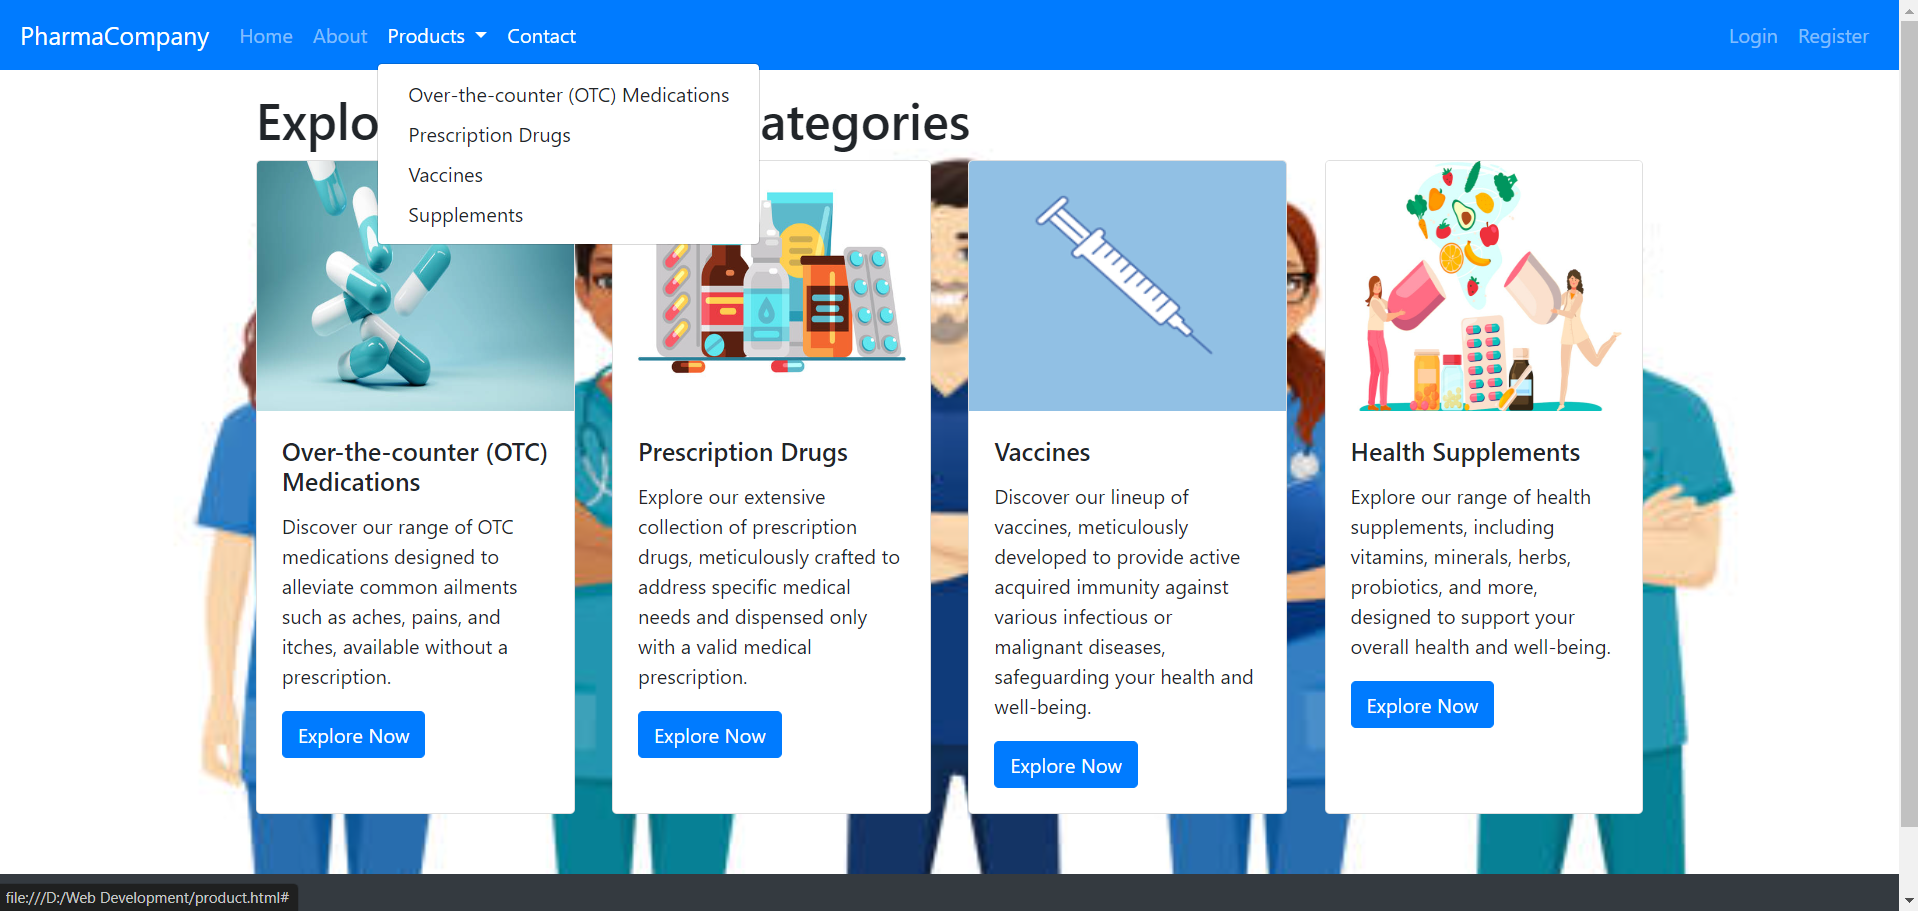 PharmaCompany Home About Products Contact Login Register
Over-the-counter (OTC) Medications
Prescription Drugs
Vaccines
Supplements
Explo ategories
Over-the-counter (OTC)
Medications
Discover our range of OTC
medications designed to
alleviate common ailments
such as aches, pains, and
itches, available without a
prescription.
Explore Now
Prescription Drugs
Explore our extensive
collection of prescription
drugs, meticulously crafted to
address specific medical
needs and dispensed only
with a valid medical
prescription.
Explore Now
Vaccines
Discover our lineup of
vaccines, meticulously
developed to provide active
acquired immunity against
various infectious or
malignant diseases,
safeguarding your health and
well-being.
Explore Now
Health Supplements
Explore our range of health
supplements, including
vitamins, minerals, herbs,
probiotics, and more,
designed to support your
overall health and well-being.
Explore Now
file:///D:/Web Development/product.html#